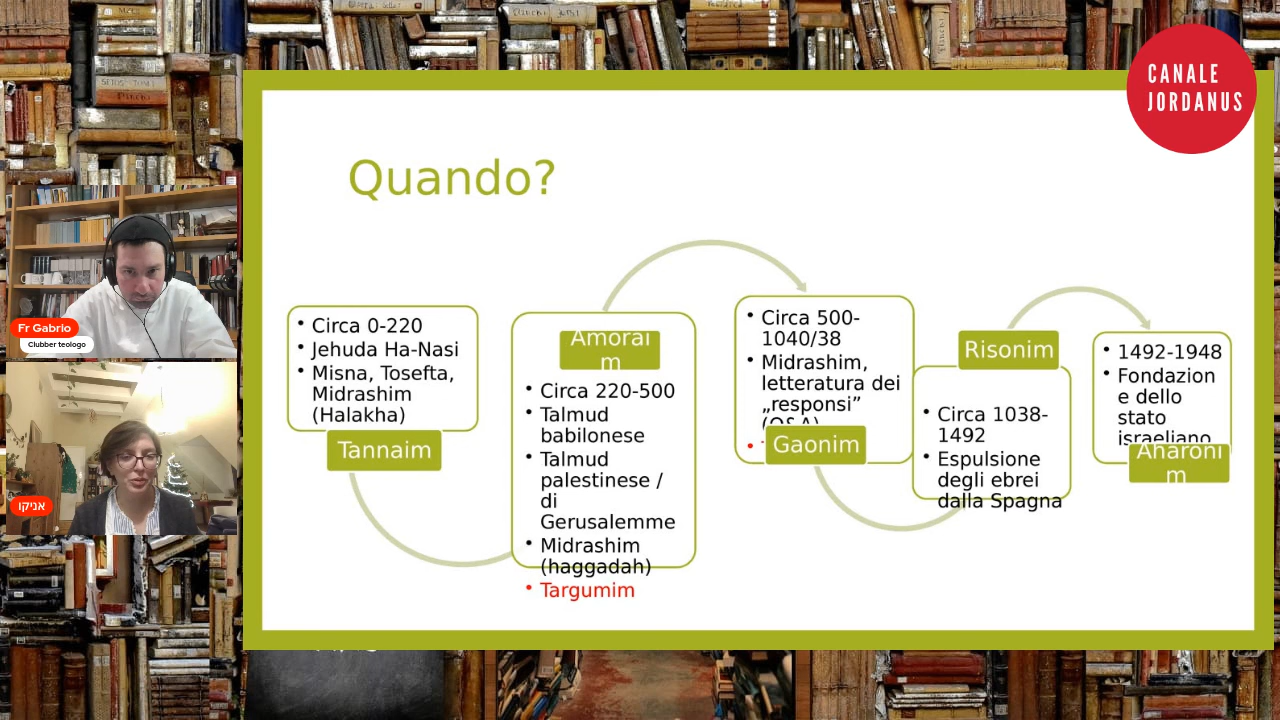 CANALE
JORDANUS
Quando?
• Circa 0-220
• Jehuda Ha-Nasi
• Misna, Tosefta,
Midrashim
(Halakha)
Tannaim
Amorai
m
• Circa 220-500
• Talmud
babilonese
• Talmud
palestinese /
di
Gerusalemme
• Midrashim
(haggadah)
• Targumim
• Circa 500-
1040/38
• Midrashim,
letteratura dei
„responsi”
(Q&A)
Gaonim
Risonim
• Circa 1038-
1492
• Espulsione
degli ebrei
dalla Spagna
• 1492-1948
• Fondazion
e dello
stato
israeliano
Aharoni
m
Fr Gabrio
Clubber teologo
אניקו